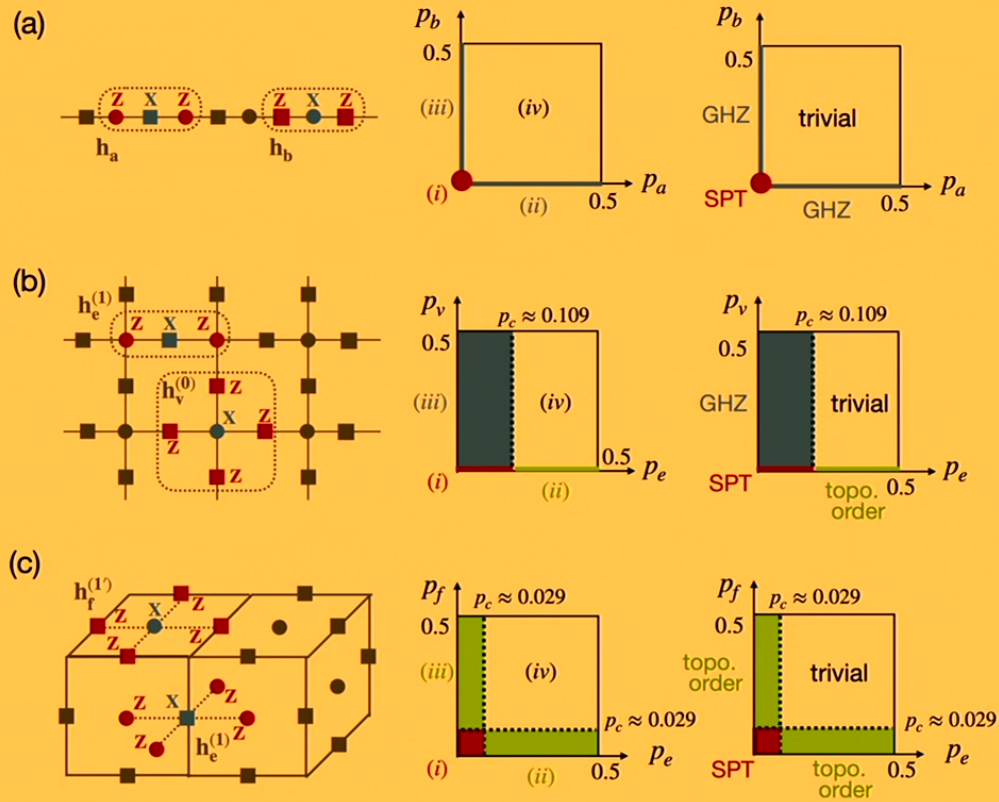 (a)
Z X Z
h_a
Z X Z
h_b
p_b
0.5
(iii)
(iv)
(i)
(ii)
0.5
p_a
p_b
0.5
GHZ
trivial
SPT
GHZ
0.5
p_a
(b)
h_e^(1)
Z X Z
h_v^(0)
Z
X
Z
Z
Z
p_v
p_c ≈ 0.109
0.5
(iii)
(iv)
0.5
p_e
(i)
(ii)
p_v
p_c ≈ 0.109
0.5
GHZ
trivial
p_e
SPT
topo.
order
0.5
(c)
h_f^(1')
Z
Z
X
Z
Z
Z
X
Z
Z
Z
h_e^(1)
p_f
p_c ≈ 0.029
0.5
(iii)
(iv)
p_c ≈ 0.029
(i)
(ii)
0.5
p_e
p_f
p_c ≈ 0.029
0.5
topo.
order
trivial
p_c ≈ 0.029
SPT
topo.
order
0.5
p_e